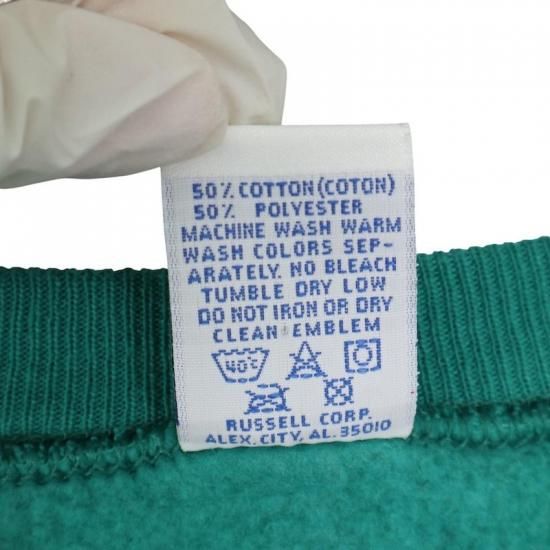 50% COTTON (COTON)
50% POLYESTER
MACHINE WASH WARM
WASH COLORS SEP-
ARATELY. NO BLEACH
TUMBLE DRY LOW
DO NOT IRON OR DRY
CLEAN EMBLEM
40°C
RUSSELL CORP.
ALEX. CITY, AL. 35010